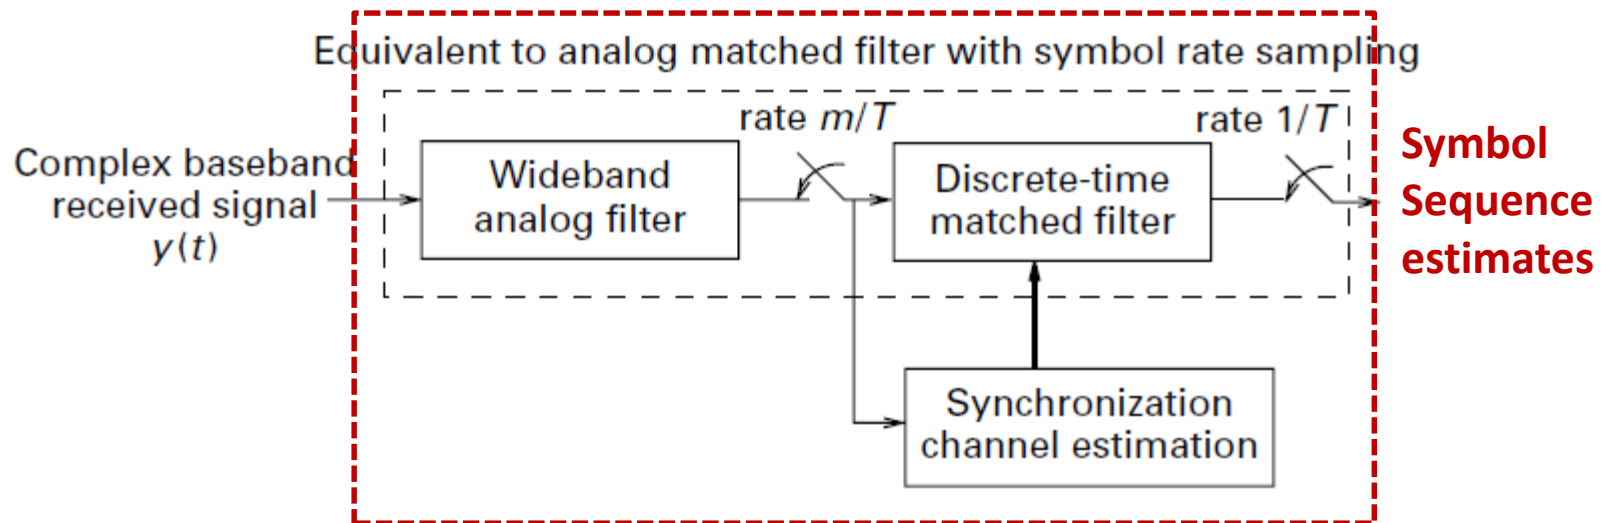 Equivalent to analog matched filter with symbol rate sampling
rate m/T
rate 1/T
Complex baseband
received signal
y(t)
Wideband
analog filter
Discrete-time
matched filter
Symbol
Sequence
estimates
Synchronization
channel estimation